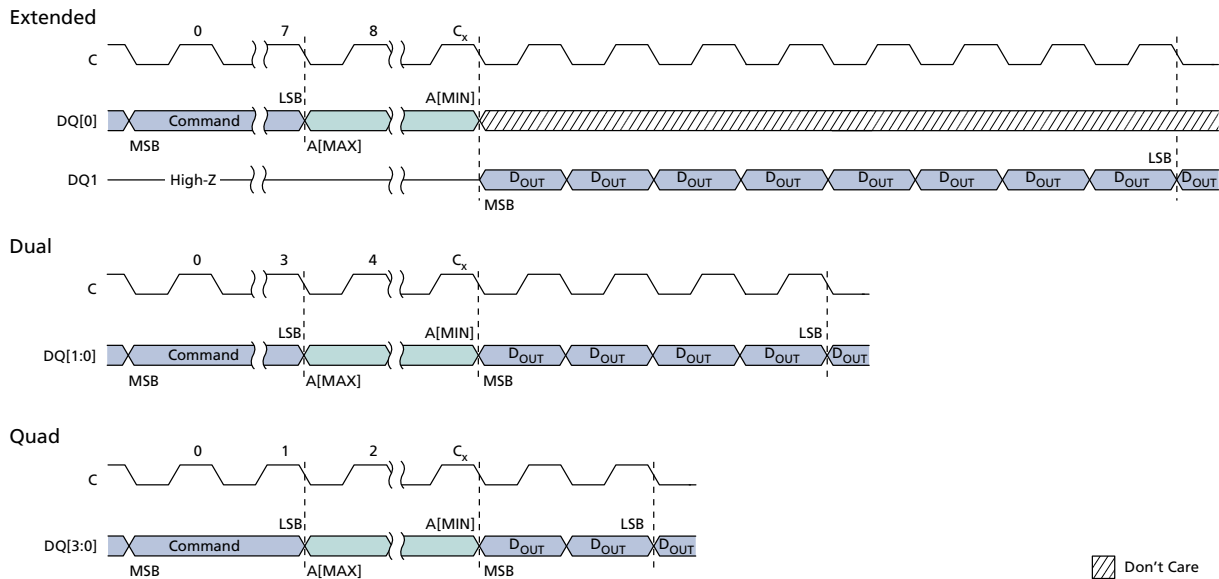 Extended
0 7 8 Cx
C
LSB A[MIN]
DQ[0] Command
MSB A[MAX]
LSB
DQ1 High-Z DOUT DOUT DOUT DOUT DOUT DOUT DOUT DOUT DOUT
MSB
Dual
0 3 4 Cx
C
LSB A[MIN] LSB
DQ[1:0] Command DOUT DOUT DOUT DOUT DOUT
MSB A[MAX] MSB
Quad
0 1 2 Cx
C
LSB A[MIN] LSB
DQ[3:0] Command DOUT DOUT DOUT
MSB A[MAX] MSB
Don't Care